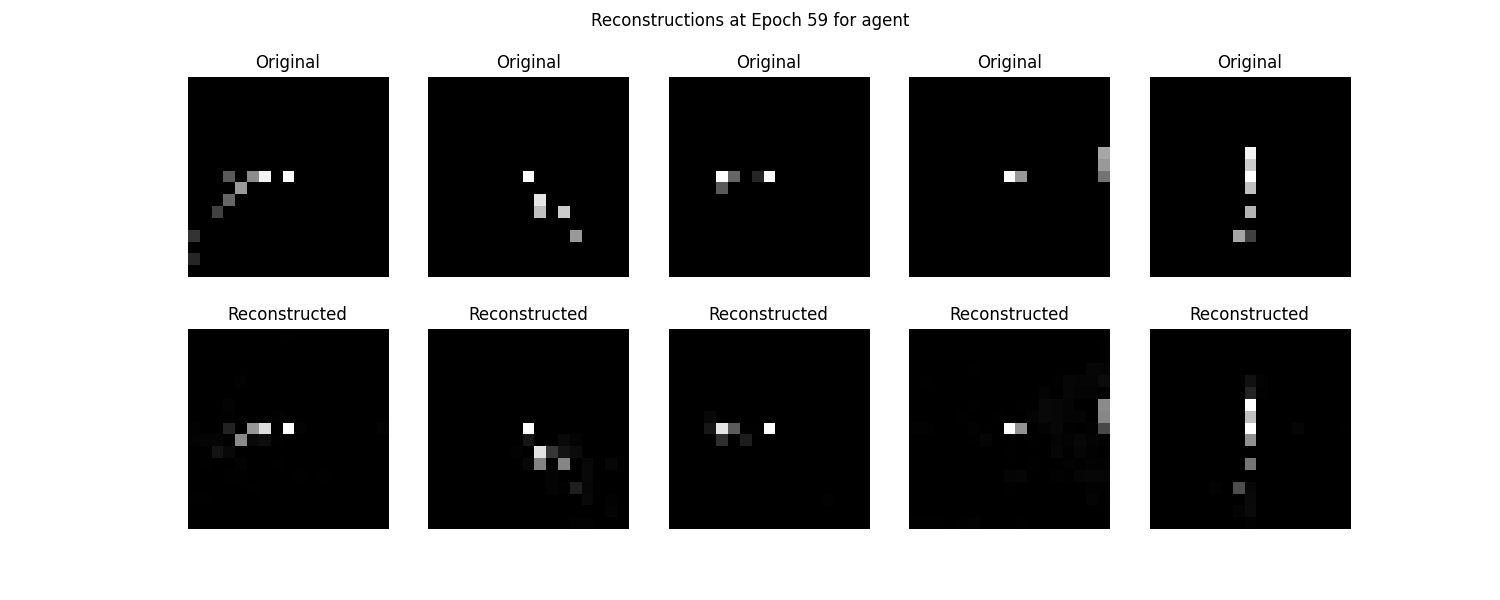 Reconstructions at Epoch 59 for agent
Original Original Original Original Original
Reconstructed Reconstructed Reconstructed Reconstructed Reconstructed